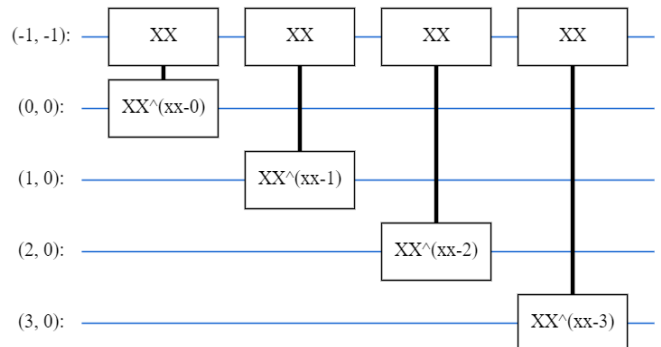 (-1, -1): XX XX XX XX
(0, 0): XX^(xx-0)
(1, 0): XX^(xx-1)
(2, 0): XX^(xx-2)
(3, 0): XX^(xx-3)